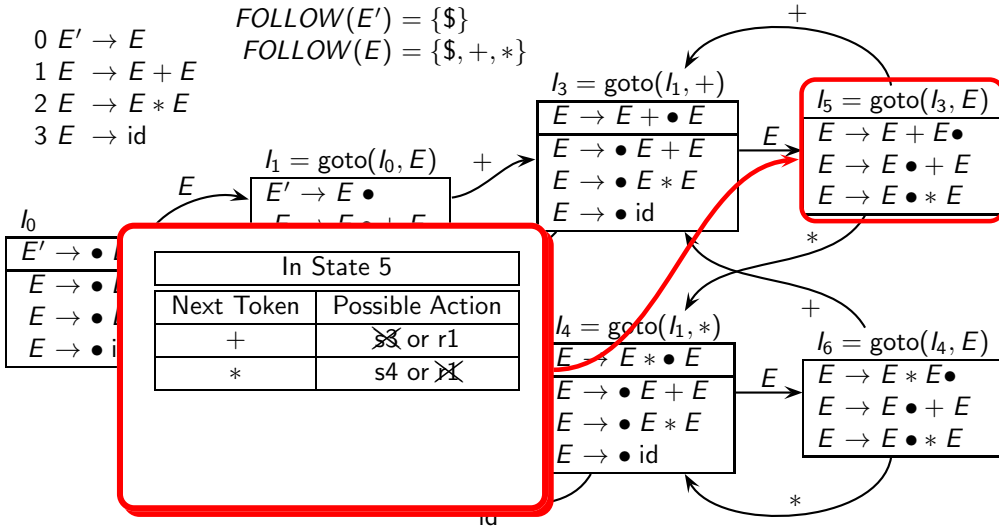 FOLLOW(E') = {$}
FOLLOW(E) = {$, +, ∗}
0 E' → E
1 E → E + E
2 E → E ∗ E
3 E → id
I0
E' → ●
E → ●
E → ●
E → ●
E
I1 = goto(I0, E)
E' → E ●
E → E ● + E
+
I3 = goto(I1, +)
E → E + ● E
E → ● E + E
E → ● E ∗ E
E → ● id
E
+
I5 = goto(I3, E)
E → E + E●
E → E ● + E
E → E ● ∗ E
∗
In State 5
Next Token Possible Action
+ s3 or r1
∗ s4 or r1
I4 = goto(I1, ∗)
E → E ∗ ● E
E → ● E + E
E → ● E ∗ E
E → ● id
E
+
I6 = goto(I4, E)
E → E ∗ E●
E → E ● + E
E → E ● ∗ E
∗
id